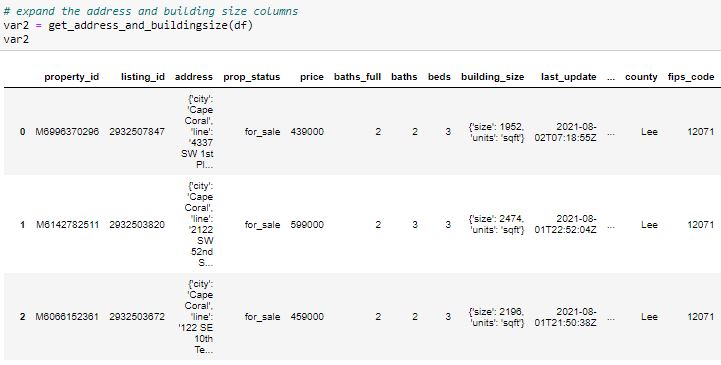 # expand the address and building size columns
var2 = get_address_and_buildingsize(df)
var2
property_id listing_id address prop_status price baths_full baths beds building_size last_update ... county fips_code
{'city':
'Cape
Coral',
'line':
'4337
SW 1st
Pl...
0 M6996370296 2932507847 for_sale 439000 2 2 3 {'size': 1952, 'units': 'sqft'} 2021-08-02T07:18:55Z ... Lee 12071
{'city':
'Cape
Coral',
'line':
'2122
SW
52nd
S...
1 M6142782511 2932503820 for_sale 599000 2 3 3 {'size': 2474, 'units': 'sqft'} 2021-08-01T22:52:04Z ... Lee 12071
{'city':
'Cape
Coral',
'line':
'122 SE
10th
Te...
2 M6066152361 2932503672 for_sale 459000 2 2 3 {'size': 2196, 'units': 'sqft'} 2021-08-01T21:50:38Z ... Lee 12071